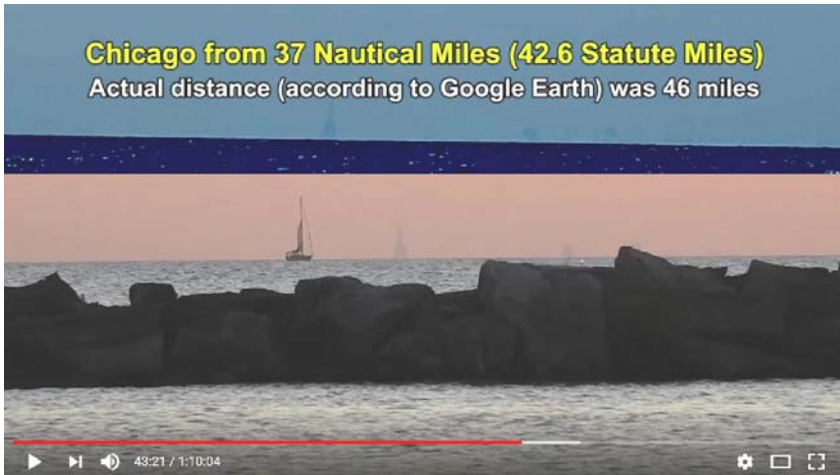 Chicago from 37 Nautical Miles (42.6 Statute Miles)
Actual distance (according to Google Earth) was 46 miles
43:21 / 1:10:04